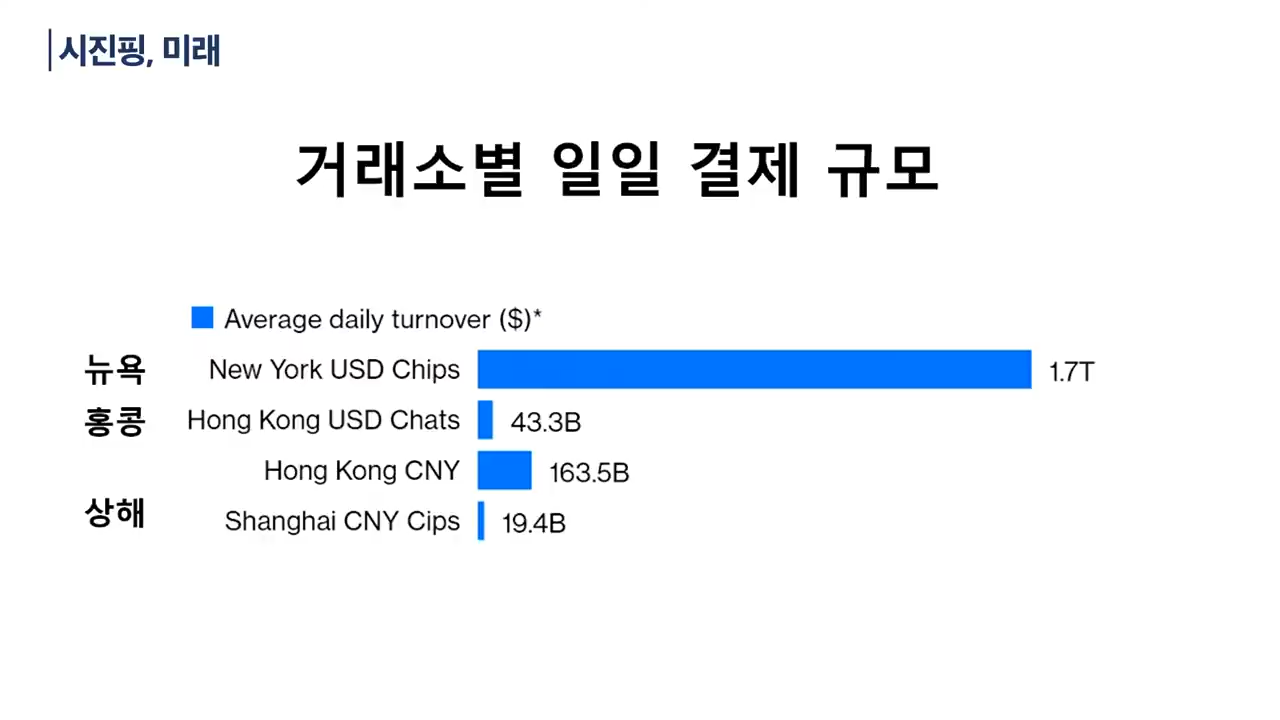 시진핑, 미래
거래소별 일일 결제 규모
Average daily turnover ($)*
뉴욕 New York USD Chips 1.7T
홍콩 Hong Kong USD Chats 43.3B
Hong Kong CNY 163.5B
상해 Shanghai CNY Cips 19.4B